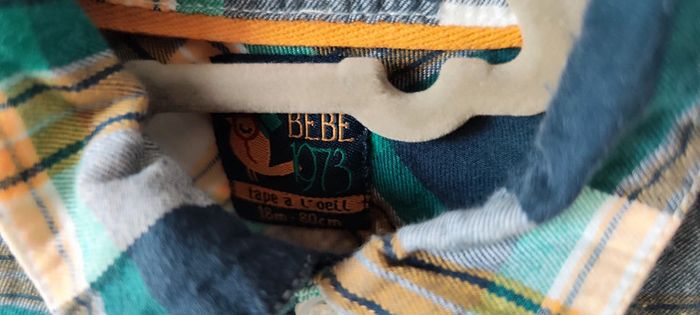 BEBE
1973
tape à l'oeil
18m - 80cm